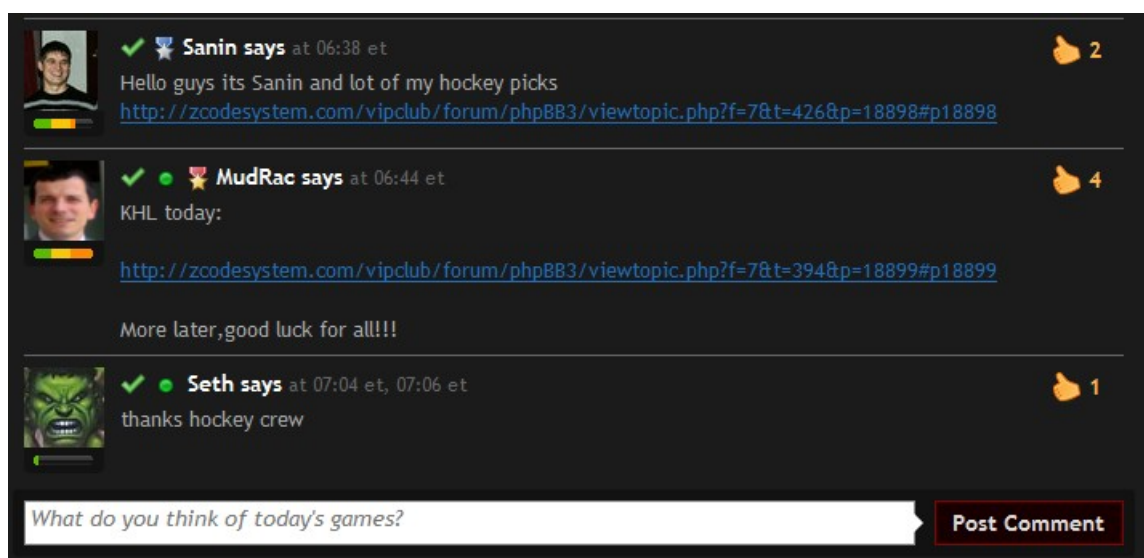 Sanin says at 06:38 et
2
Hello guys its Sanin and lot of my hockey picks
http://zcodesystem.com/vipclub/forum/phpBB3/viewtopic.php?f=7&t=426&p=18898#p18898
MudRac says at 06:44 et
4
KHL today:
http://zcodesystem.com/vipclub/forum/phpBB3/viewtopic.php?f=7&t=394&p=18899#p18899
More later,good luck for all!!!
Seth says at 07:04 et, 07:06 et
1
thanks hockey crew
What do you think of today's games?
Post Comment